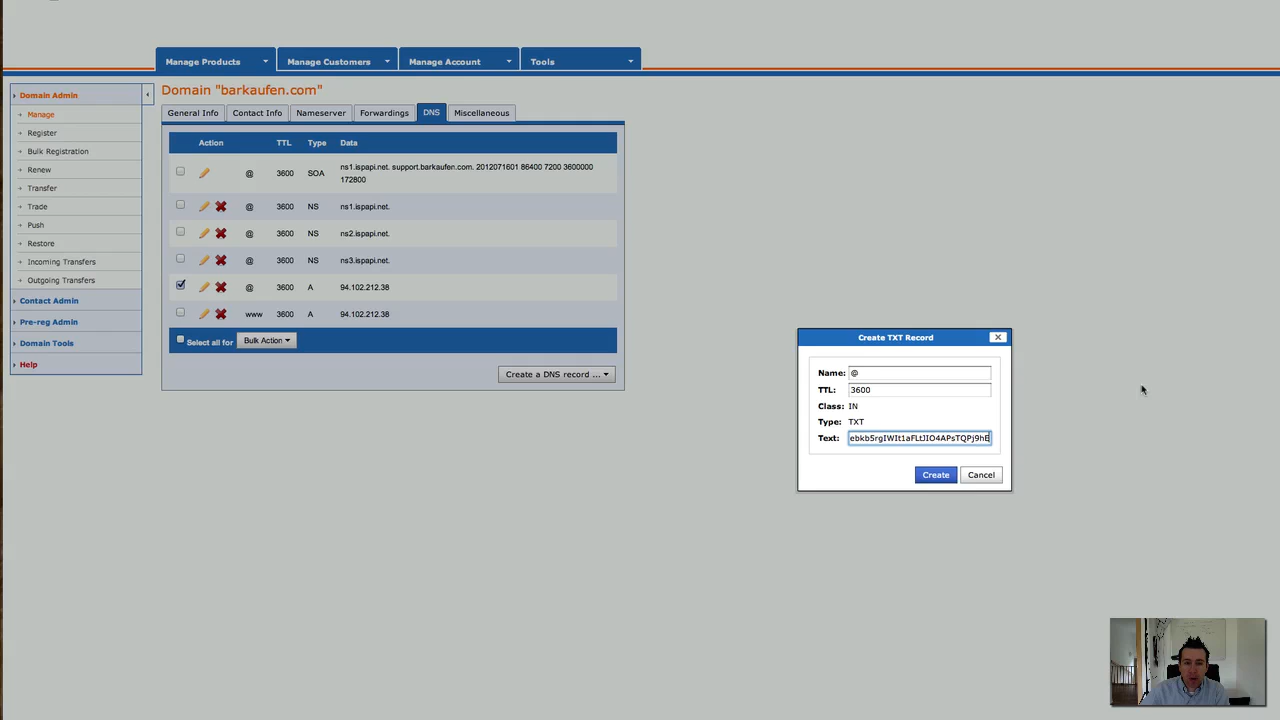 Manage Products Manage Customers Manage Account Tools
Domain Admin
Manage
Register
Bulk Registration
Renew
Transfer
Trade
Push
Restore
Incoming Transfers
Outgoing Transfers
Contact Admin
Pre-reg Admin
Domain Tools
Help
Domain "barkaufen.com"
General Info Contact Info Nameserver Forwardings DNS Miscellaneous
Action TTL Type Data
@ 3600 SOA ns1.ispapi.net. support.barkaufen.com. 2012071601 86400 7200 3600000
172800
@ 3600 NS ns1.ispapi.net.
@ 3600 NS ns2.ispapi.net.
@ 3600 NS ns3.ispapi.net.
@ 3600 A 94.102.212.38
www 3600 A 94.102.212.38
Select all for Bulk Action
Create a DNS record ...
Create TXT Record
Name: @
TTL: 3600
Class: IN
Type: TXT
Text: ebkb5rgIWIt1aFLtJIO4APsTQPj9hE
Create Cancel